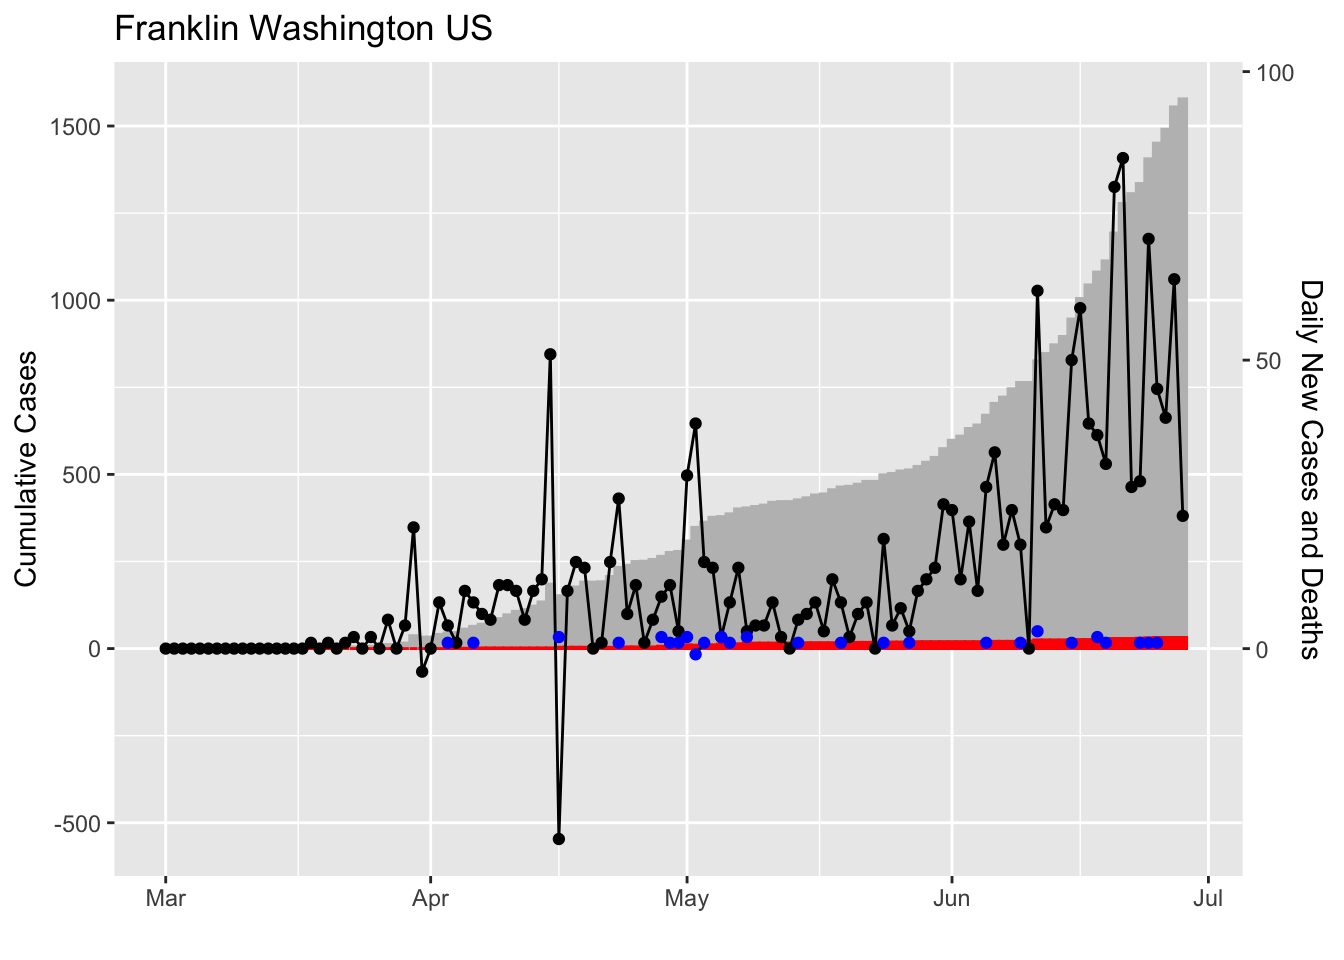 Franklin Washington US
Cumulative Cases
1500
1000
500
0
-500
100
50
0
Daily New Cases and Deaths
Mar
Apr
May
Jun
Jul